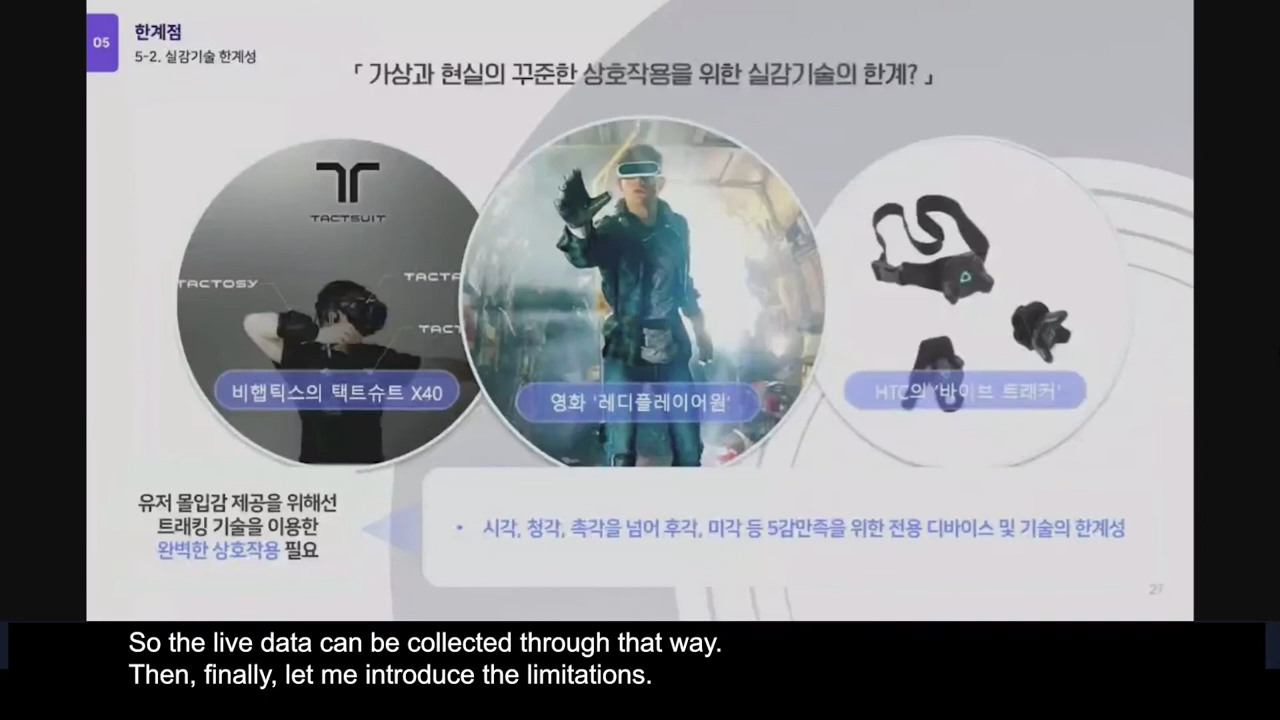 05
한계점
5-2. 실감기술 한계성
「 가상과 현실의 꾸준한 상호작용을 위한 실감기술의 한계? 」
TACTSUIT
TACTOSY
TACTA
TACT
비햅틱스의 택트슈트 X40
영화 '레디플레이어원'
HTC의 '바이브 트래커'
유저 몰입감 제공을 위해선
트래킹 기술을 이용한
완벽한 상호작용 필요
• 시각, 청각, 촉각을 넘어 후각, 미각 등 5감만족을 위한 전용 디바이스 및 기술의 한계성
27
So the live data can be collected through that way.
Then, finally, let me introduce the limitations.